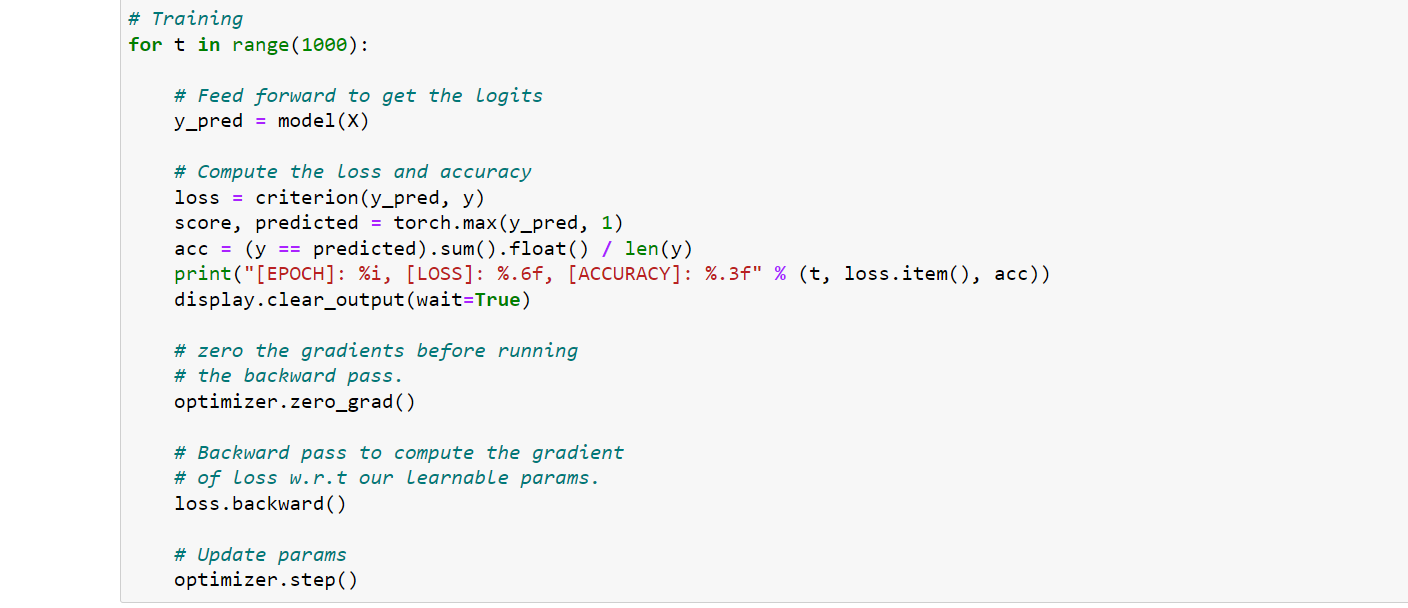 # Training
for t in range(1000):
# Feed forward to get the logits
y_pred = model(X)
# Compute the loss and accuracy
loss = criterion(y_pred, y)
score, predicted = torch.max(y_pred, 1)
acc = (y == predicted).sum().float() / len(y)
print("[EPOCH]: %i, [LOSS]: %.6f, [ACCURACY]: %.3f" % (t, loss.item(), acc))
display.clear_output(wait=True)
# zero the gradients before running
# the backward pass.
optimizer.zero_grad()
# Backward pass to compute the gradient
# of loss w.r.t our learnable params.
loss.backward()
# Update params
optimizer.step()